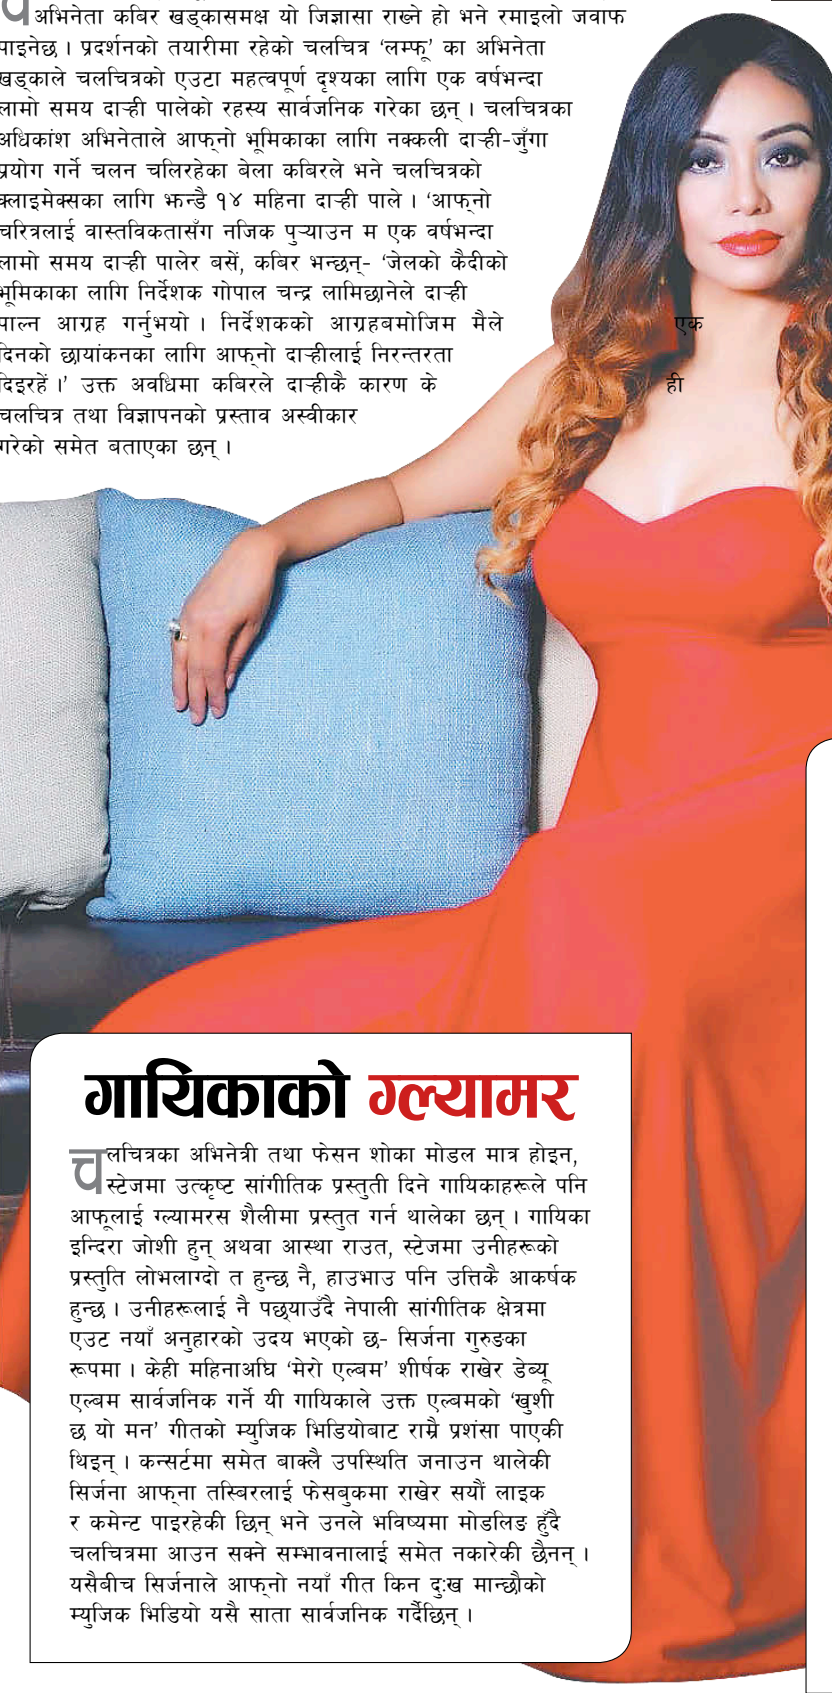 अभिनेता कबिर खड्कासमक्ष यो जिज्ञासा राख्ने हो भने रमाइलो जवाफ
पाइनेछ । प्रदर्शनको तयारीमा रहेको चलचित्र ‘लम्फू’ का अभिनेता
खड्काले चलचित्रको एउटा महत्वपूर्ण दृश्यका लागि एक वर्षभन्दा
लामो समय दाऱ्ही पालेको रहस्य सार्वजनिक गरेका छन् । चलचित्रका
अधिकांश अभिनेताले आफ्नो भूमिकाका लागि नक्कली दाऱ्ही-जुँगा
प्रयोग गर्ने चलन चलिरहेका बेला कबिरले भने चलचित्रको
क्लाइमेक्सका लागि झन्डै १४ महिना दाऱ्ही पाले । ‘आफ्नो
चरित्रलाई वास्तविकतासँग नजिक पुऱ्याउन म एक वर्षभन्दा
लामो समय दाऱ्ही पालेर बसें, कबिर भन्छन्- ‘जेलको कैदीको
भूमिकाका लागि निर्देशक गोपाल चन्द्र लामिछानेले दाऱ्ही
पाल्न आग्रह गर्नुभयो । निर्देशकको आग्रहबमोजिम मैले एक
दिनको छायांकनका लागि आफ्नो दाऱ्हीलाई निरन्तरता
दिइरहें ।’ उक्त अवधिमा कबिरले दाऱ्हीकै कारण के ही
चलचित्र तथा विज्ञापनको प्रस्ताव अस्वीकार
गरेको समेत बताएका छन् ।
गायिकाको ग्ल्यामर
चलचित्रका अभिनेत्री तथा फेसन शोका मोडल मात्र होइन,
स्टेजमा उत्कृष्ट सांगीतिक प्रस्तुती दिने गायिकाहरूले पनि
आफूलाई ग्ल्यामरस शैलीमा प्रस्तुत गर्न थालेका छन् । गायिका
इन्दिरा जोशी हुन् अथवा आस्था राउत, स्टेजमा उनीहरूको
प्रस्तुति लोभलाग्दो त हुन्छ नै, हाउभाउ पनि उत्तिकै आकर्षक
हुन्छ । उनीहरूलाई नै पछ्याउँदै नेपाली सांगीतिक क्षेत्रमा
एउट नयाँ अनुहारको उदय भएको छ- सिर्जना गुरुङका
रूपमा । केही महिनाअघि ‘मेरो एल्बम’ शीर्षक राखेर डेब्यू
एल्बम सार्वजनिक गर्ने यी गायिकाले उक्त एल्बमको ‘खुशी
छ यो मन’ गीतको म्युजिक भिडियोबाट राम्रै प्रशंसा पाएकी
थिइन् । कन्सर्टमा समेत बाक्लै उपस्थिति जनाउन थालेकी
सिर्जना आफ्ना तस्बिरलाई फेसबुकमा राखेर सयौं लाइक
र कमेन्ट पाइरहेकी छिन् भने उनले भविष्यमा मोडलिङ हुँदै
चलचित्रमा आउन सक्ने सम्भावनालाई समेत नकारेकी छैनन् ।
यसैबीच सिर्जनाले आफ्नो नयाँ गीत किन दुःख मान्छौको
म्युजिक भिडियो यसै साता सार्वजनिक गर्दैछिन् ।